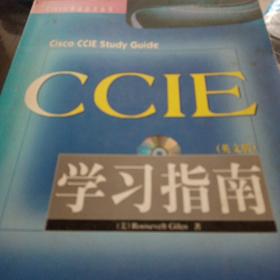 Cisco CCIE Study Guide
CCIE
(英文版)
学习指南
(美) Roosevelt Giles 著